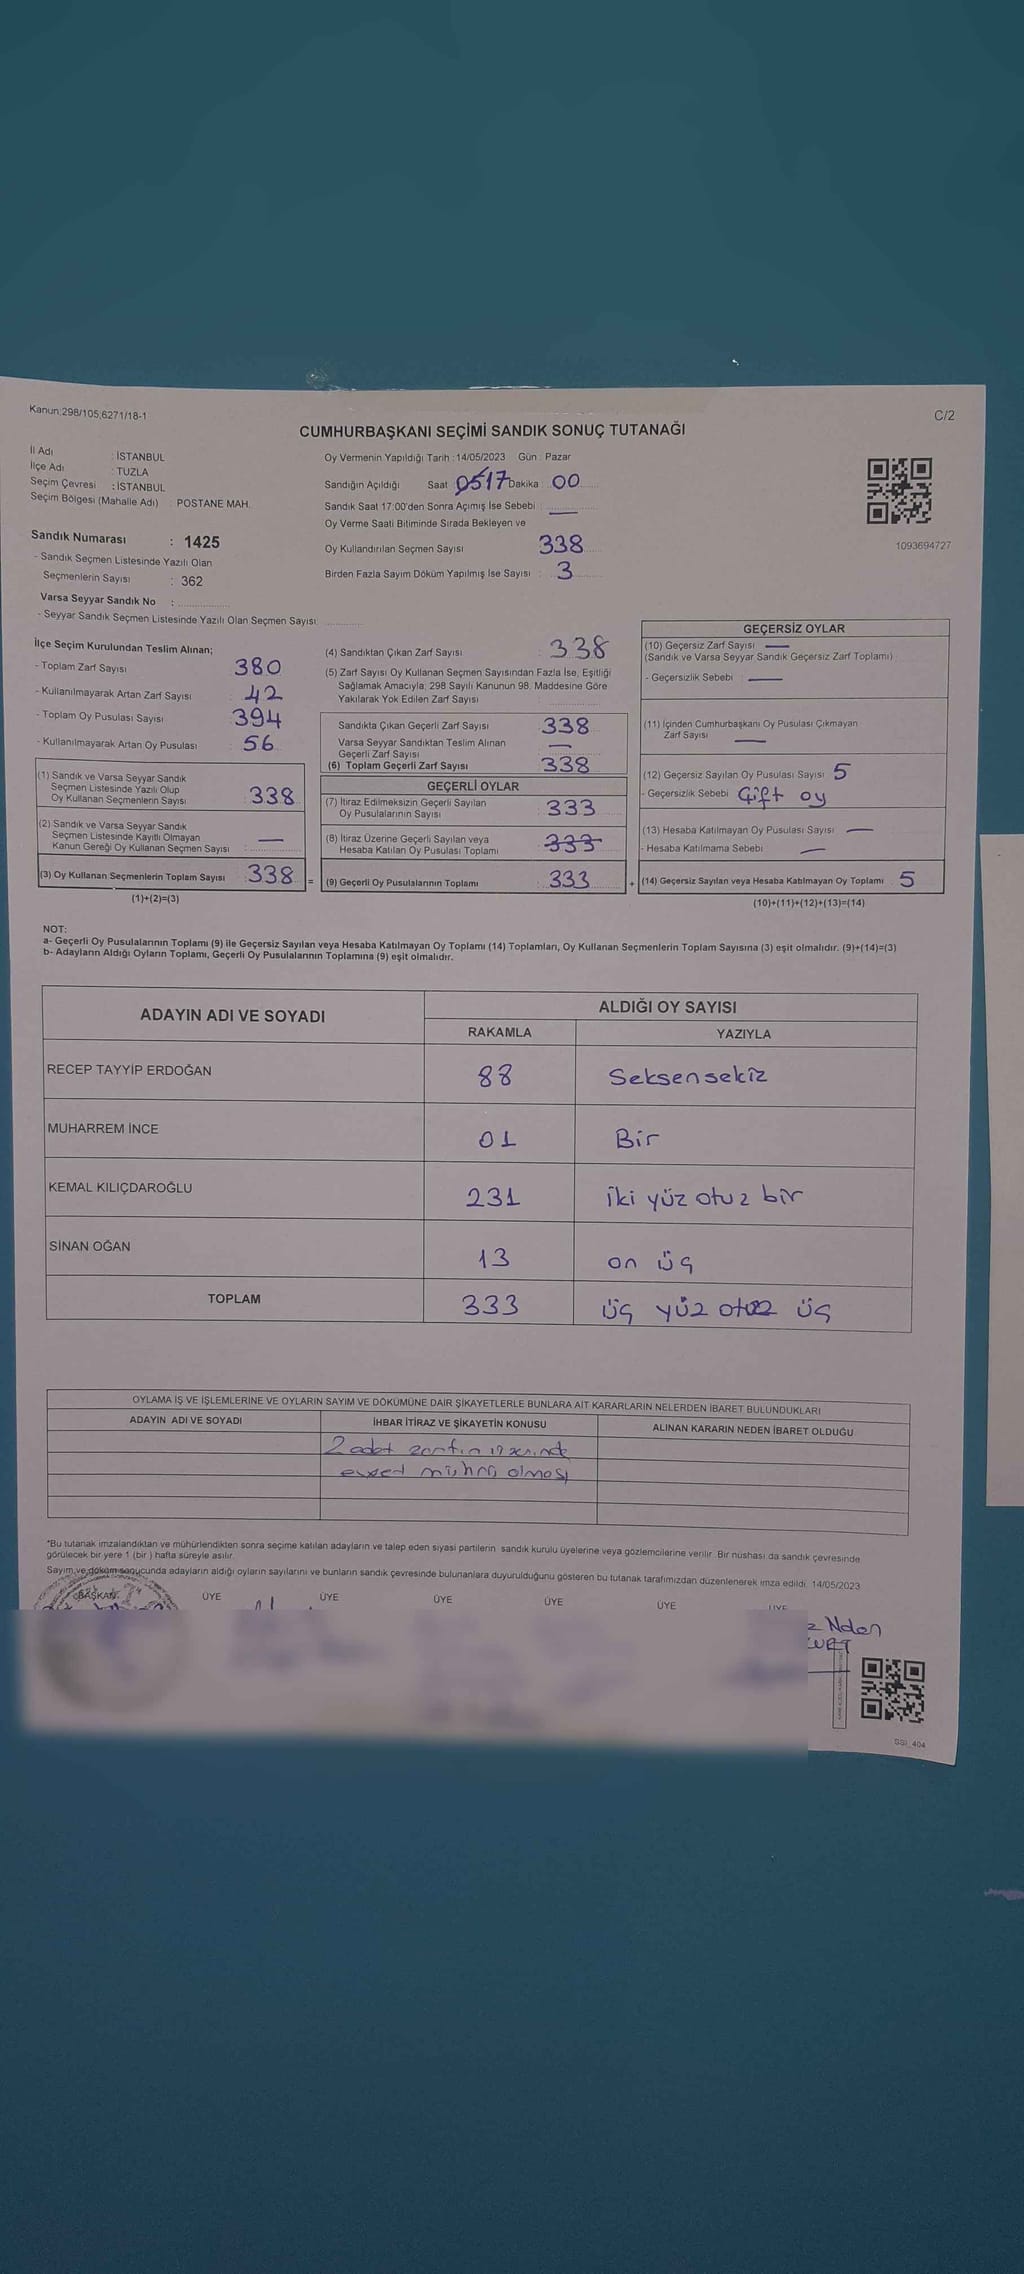 Kanun:298/105,6271/18-1
C/2
CUMHURBAŞKANI SEÇİMİ SANDIK SONUÇ TUTANAĞI
İl Adı : İSTANBUL
İlçe Adı : TUZLA
Seçim Çevresi : İSTANBUL
Seçim Bölgesi (Mahalle Adı) : POSTANE MAH.
Sandık Numarası : 1425
- Sandık Seçmen Listesinde Yazılı Olan
Seçmenlerin Sayısı : 362
Varsa Seyyar Sandık No :
- Seyyar Sandık Seçmen Listesinde Yazılı Olan Seçmen Sayısı:
Oy Vermenin Yapıldığı Tarih :14/05/2023 Gün : Pazar
Sandığın Açıldığı Saat 0517 Dakika : 00
Sandık Saat 17:00'den Sonra Açımış İse Sebebi : —
Oy Verme Saati Bitiminde Sırada Bekleyen ve
Oy Kullandırılan Seçmen Sayısı 338
Birden Fazla Sayım Döküm Yapılmış İse Sayısı : 3
1093694727
İlçe Seçim Kurulundan Teslim Alınan;
- Toplam Zarf Sayısı 380
- Kullanılmayarak Artan Zarf Sayısı : 42
- Toplam Oy Pusulası Sayısı 394
- Kullanılmayarak Artan Oy Pusulası : 56
(1) Sandık ve Varsa Seyyar Sandık
Seçmen Listesinde Yazılı Olup
Oy Kullanan Seçmenlerin Sayısı : 338
(2) Sandık ve Varsa Seyyar Sandık
Seçmen Listesinde Kayıtlı Olmayan
Kanun Gereği Oy Kullanan Seçmen Sayısı : —
(3) Oy Kullanan Seçmenlerin Toplam Sayısı : 338 =
(1)+(2)=(3)
(4) Sandıktan Çıkan Zarf Sayısı : 338
(5) Zarf Sayısı Oy Kullanan Seçmen Sayısından Fazla İse, Eşitliği
Sağlamak Amacıyla; 298 Sayılı Kanunun 98. Maddesine Göre
Yakılarak Yok Edilen Zarf Sayısı :
Sandıkta Çıkan Geçerli Zarf Sayısı 338
Varsa Seyyar Sandıktan Teslim Alınan
Geçerli Zarf Sayısı —
(6) Toplam Geçerli Zarf Sayısı 338
GEÇERLİ OYLAR
(7) İtiraz Edilmeksizin Geçerli Sayılan
Oy Pusulalarının Sayısı 333
(8) İtiraz Üzerine Geçerli Sayılan veya
Hesaba Katılan Oy Pusulası Toplamı 333
(9) Geçerli Oy Pusulalarının Toplamı : 333 +
GEÇERSİZ OYLAR
(10) Geçersiz Zarf Sayısı : —
(Sandık ve Varsa Seyyar Sandık Geçersiz Zarf Toplamı)
- Geçersizlik Sebebi : —
(11) İçinden Cumhurbaşkanı Oy Pusulası Çıkmayan
Zarf Sayısı : —
(12) Geçersiz Sayılan Oy Pusulası Sayısı : 5
- Geçersizlik Sebebi : Çift oy
(13) Hesaba Katılmayan Oy Pusulası Sayısı : —
- Hesaba Katılmama Sebebi : —
(14) Geçersiz Sayılan veya Hesaba Katılmayan Oy Toplamı : 5
(10)+(11)+(12)+(13)=(14)
NOT:
a- Geçerli Oy Pusulalarının Toplamı (9) ile Geçersiz Sayılan veya Hesaba Katılmayan Oy Toplamı (14) Toplamları, Oy Kullanan Seçmenlerin Toplam Sayısına (3) eşit olmalıdır. (9)+(14)=(3)
b- Adayların Aldığı Oyların Toplamı, Geçerli Oy Pusulalarının Toplamına (9) eşit olmalıdır.
ADAYIN ADI VE SOYADI ALDIĞI OY SAYISI
RAKAMLA YAZIYLA
RECEP TAYYİP ERDOĞAN 88 Seksensekiz
MUHARREM İNCE 01 Bir
KEMAL KILIÇDAROĞLU 231 iki yüz otuz bir
SİNAN OĞAN 13 on üç
TOPLAM 333 üç yüz otuz üç
OYLAMA İŞ VE İŞLEMLERİNE VE OYLARIN SAYIM VE DÖKÜMÜNE DAİR ŞİKAYETLERLE BUNLARA AİT KARARLARIN NELERDEN İBARET BULUNDUKLARI
ADAYIN ADI VE SOYADI İHBAR İTİRAZ VE ŞİKAYETİN KONUSU ALINAN KARARIN NEDEN İBARET OLDUĞU
2 adet zarfın
olması
*Bu tutanak imzalandıktan ve mühürlendikten sonra seçime katılan adayların ve talep eden siyasi partilerin sandık kurulu üyelerine veya gözlemcilerine verilir. Bir nüshası da sandık çevresinde
görülecek bir yere 1 (bir ) hafta süreyle asılır.
Sayım ve döküm sonucunda adayların aldığı oyların sayılarını ve bunların sandık çevresinde bulunanlara duyurulduğunu gösteren bu tutanak tarafımızdan düzenlenerek imza edildi. 14/05/2023
BAŞKAN ÜYE ÜYE ÜYE ÜYE ÜYE ÜYE
SSI_404